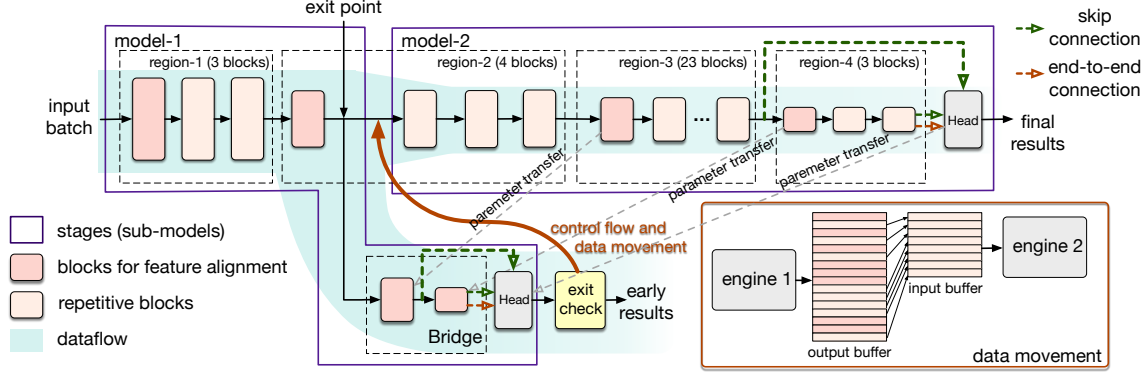 exit point
model-1
model-2
region-1 (3 blocks)
region-2 (4 blocks)
region-3 (23 blocks)
region-4 (3 blocks)
skip
connection
end-to-end
connection
input
batch
...
Head
final
results
paremeter transfer
parameter transfer
paremeter transfer
control flow and
data movement
stages (sub-models)
blocks for feature alignment
repetitive blocks
dataflow
Head
exit
check
early
results
Bridge
engine 1
engine 2
input buffer
output buffer
data movement